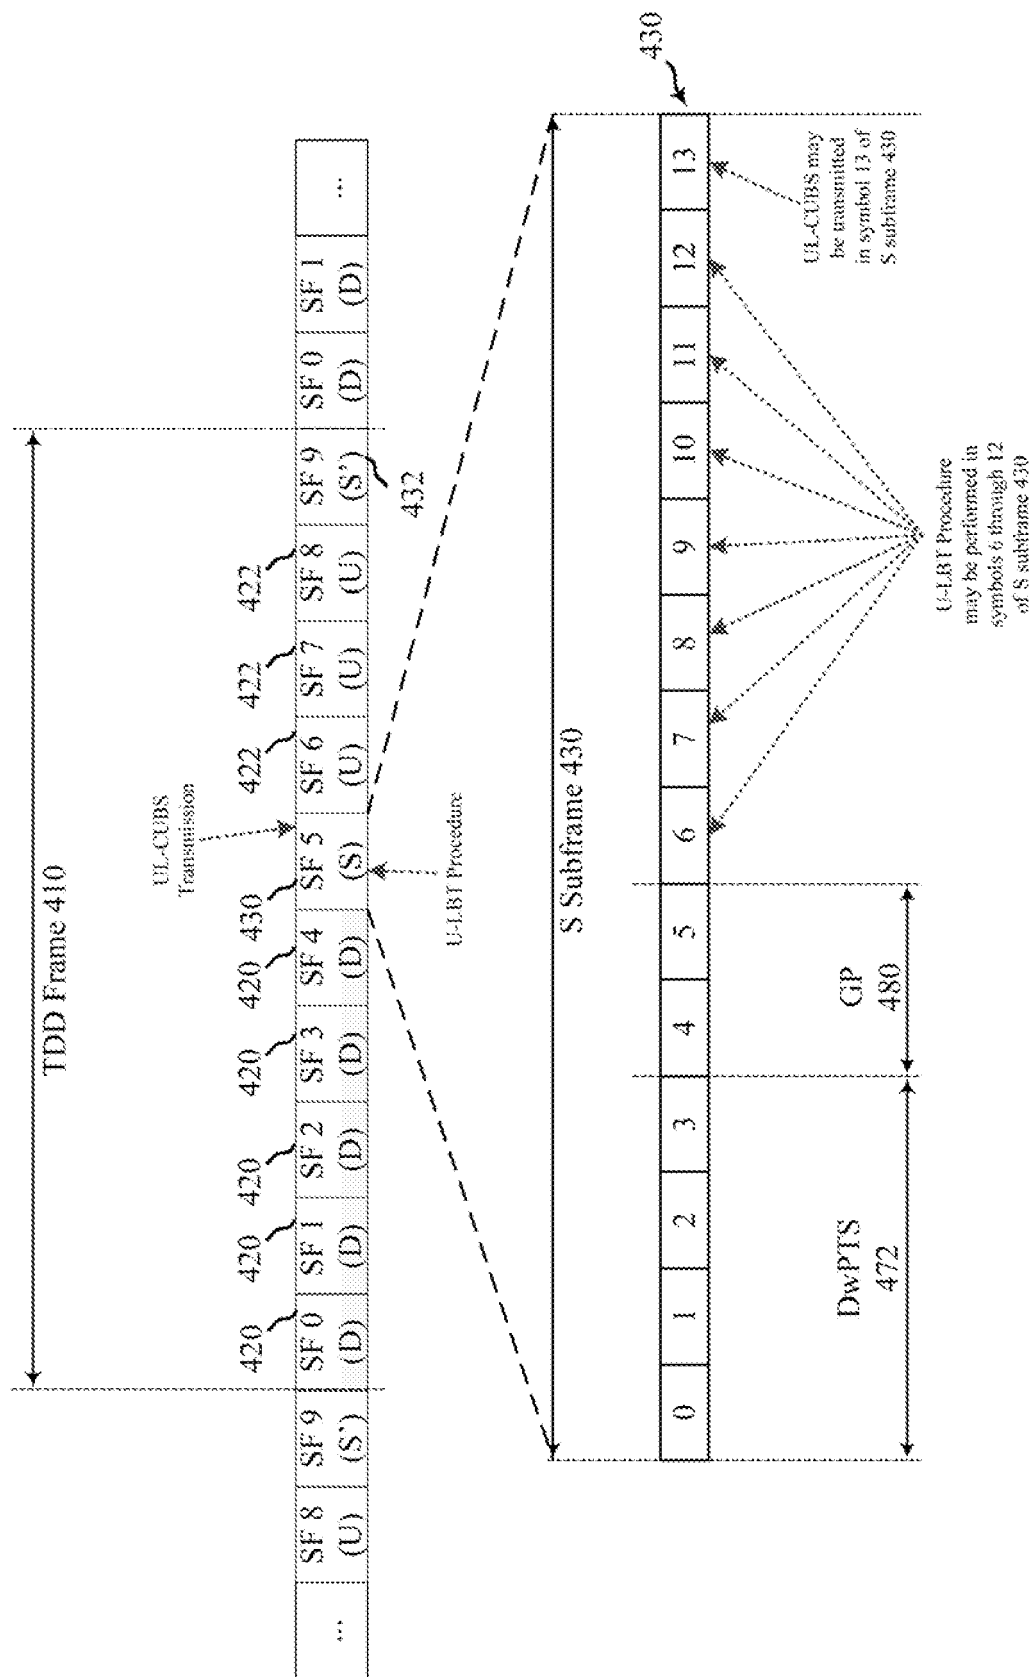 TDD Frame 410
UL-CUBS
Transmission
420
420
420
420
420
430
422
422
422
...
SF 8
(U)
SF 9
(S')
SF 0
(D)
SF 1
(D)
SF 2
(D)
SF 3
(D)
SF 4
(D)
SF 5
(S)
SF 6
(U)
SF 7
(U)
SF 8
(U)
SF 9
(S')
SF 0
(D)
SF 1
(D)
...
432
U-LBT Procedure
S Subframe 430
430
0 1 2 3 4 5 6 7 8 9 10 11 12 13
UL-CUBS may
be transmitted
in symbol 13 of
S subframe 430
DwPTS
472
GP
480
U-LBT Procedure
may be performed in
symbols 6 through 12
of S subframe 430